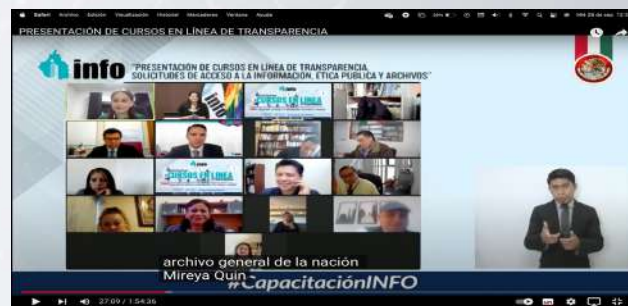 Safari Archivo Edición Visualización Historial Marcadores Ventana Ayuda
PRESENTACIÓN DE CURSOS EN LÍNEA DE TRANSPARENCIA
info
"PRESENTACIÓN DE CURSOS EN LÍNEA DE TRANSPARENCIA,
SOLICITUDES DE ACCESO A LA INFORMACIÓN, ÉTICA PÚBLICA Y ARCHIVOS"
info
CURSOS EN LÍNEA
CURSOS EN LÍNEA
archivo general de la nación
Mireya Quin
#CapacitaciónINFO
27:09 / 1:54:36